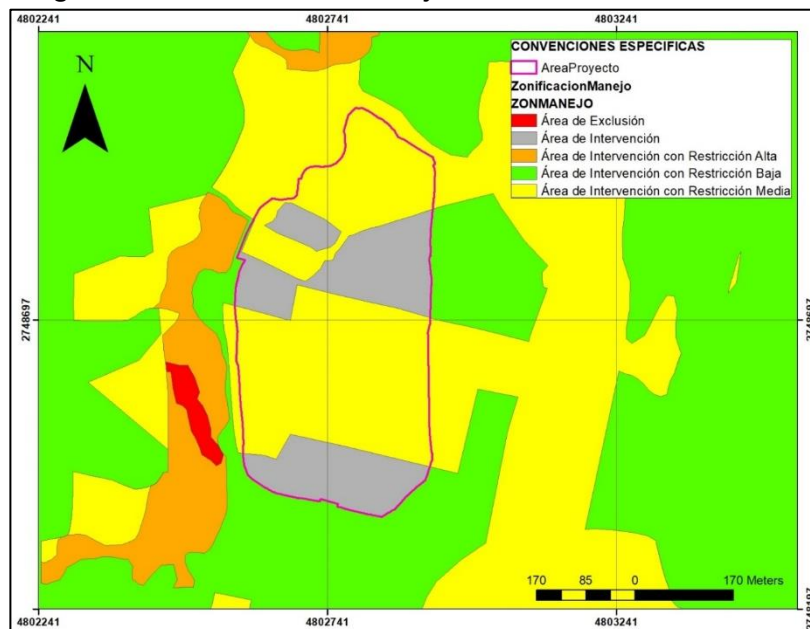 4802241 4802741 4803241
N
CONVENCIONES ESPECIFICAS
AreaProyecto
ZonificacionManejo
ZONMANEJO
Área de Exclusión
Área de Intervención
Área de Intervención con Restricción Alta
Área de Intervención con Restricción Baja
Área de Intervención con Restricción Media
2748697 2748697
170 85 0 170 Meters
4802241 4802741 4803241